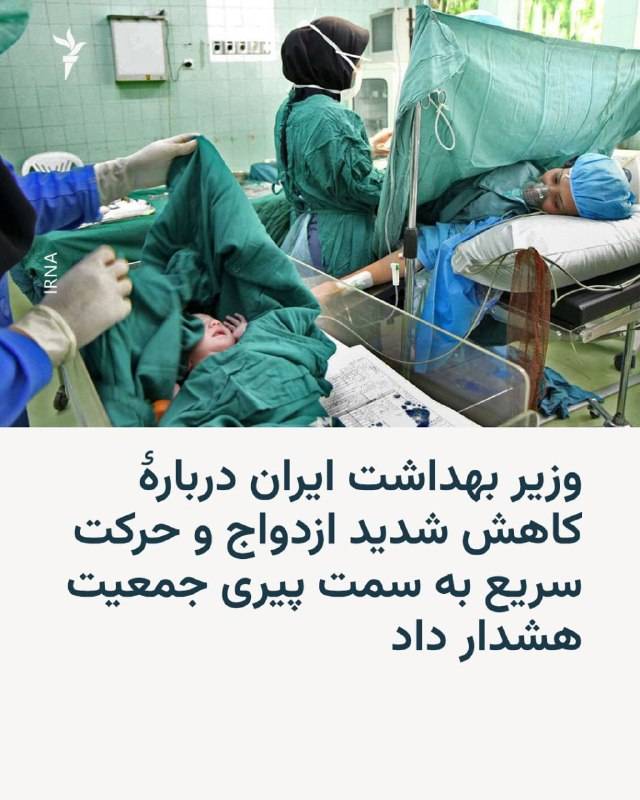 IRNA
وزیر بهداشت ایران دربارهٔ
کاهش شدید ازدواج و حرکت
سریع به سمت پیری جمعیت
هشدار داد